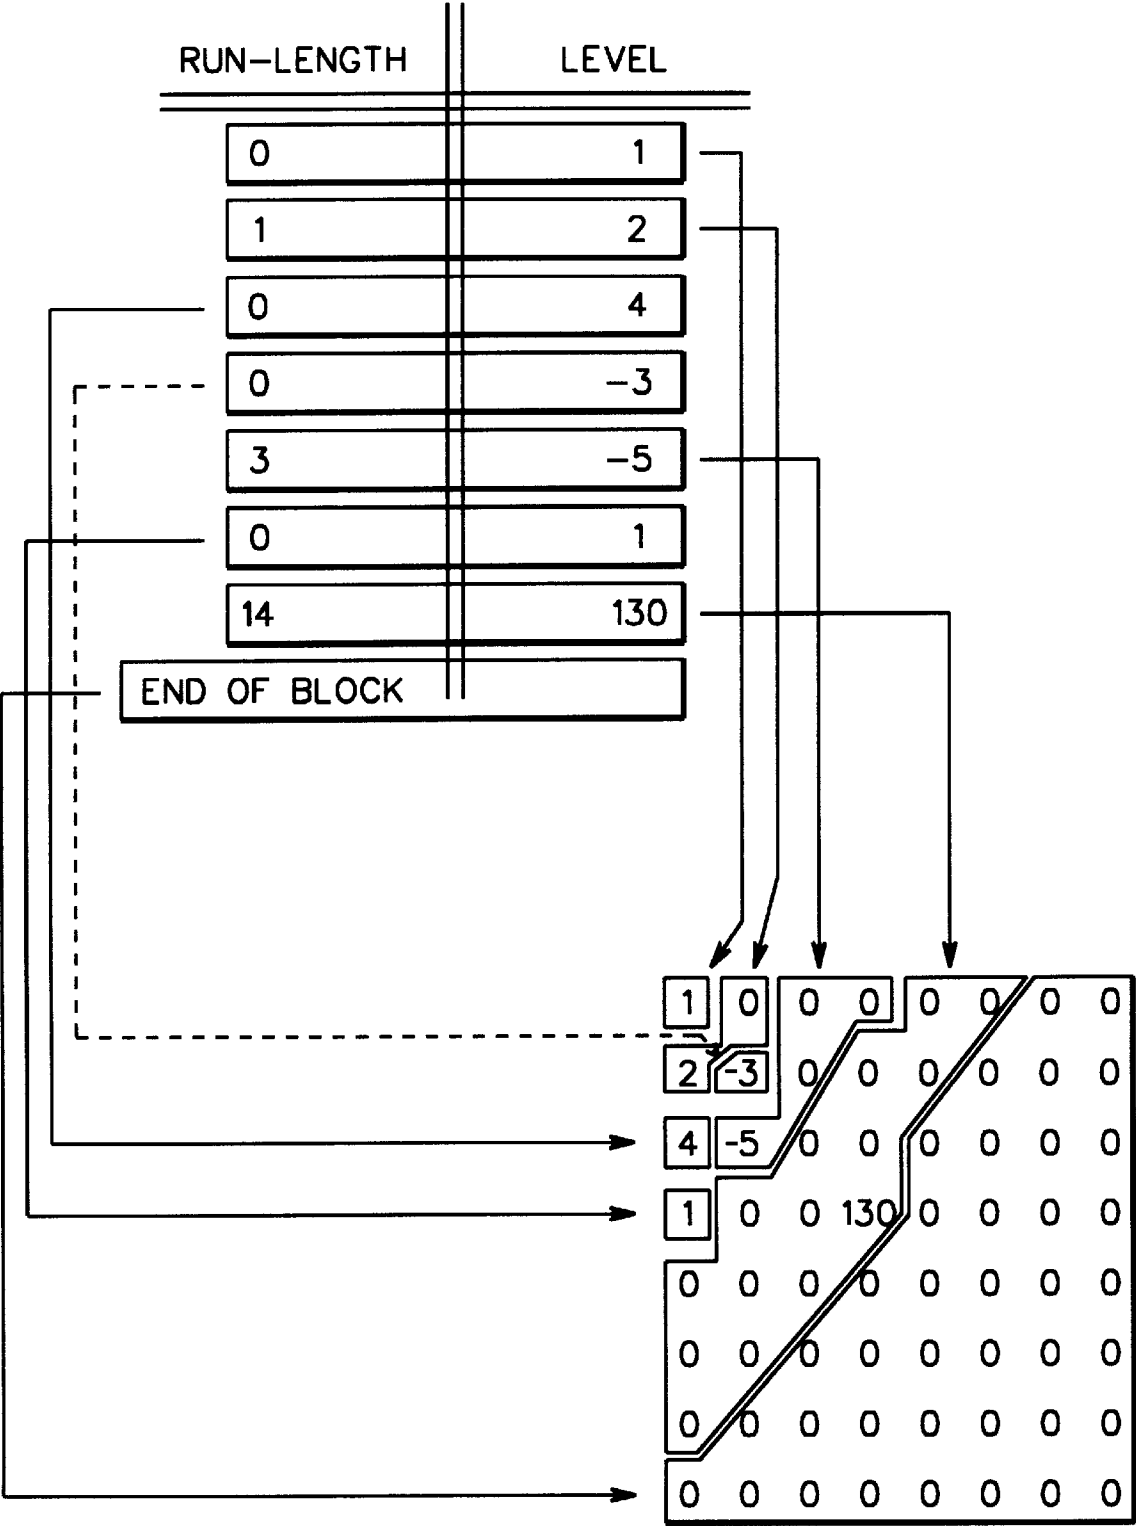 RUN-LENGTH LEVEL
0 1
1 2
0 4
0 -3
3 -5
0 1
14 130
END OF BLOCK
1 0 0 0 0 0 0 0
2 -3 0 0 0 0 0 0
4 -5 0 0 0 0 0 0
1 0 0 130 0 0 0 0
0 0 0 0 0 0 0 0
0 0 0 0 0 0 0 0
0 0 0 0 0 0 0 0
0 0 0 0 0 0 0 0